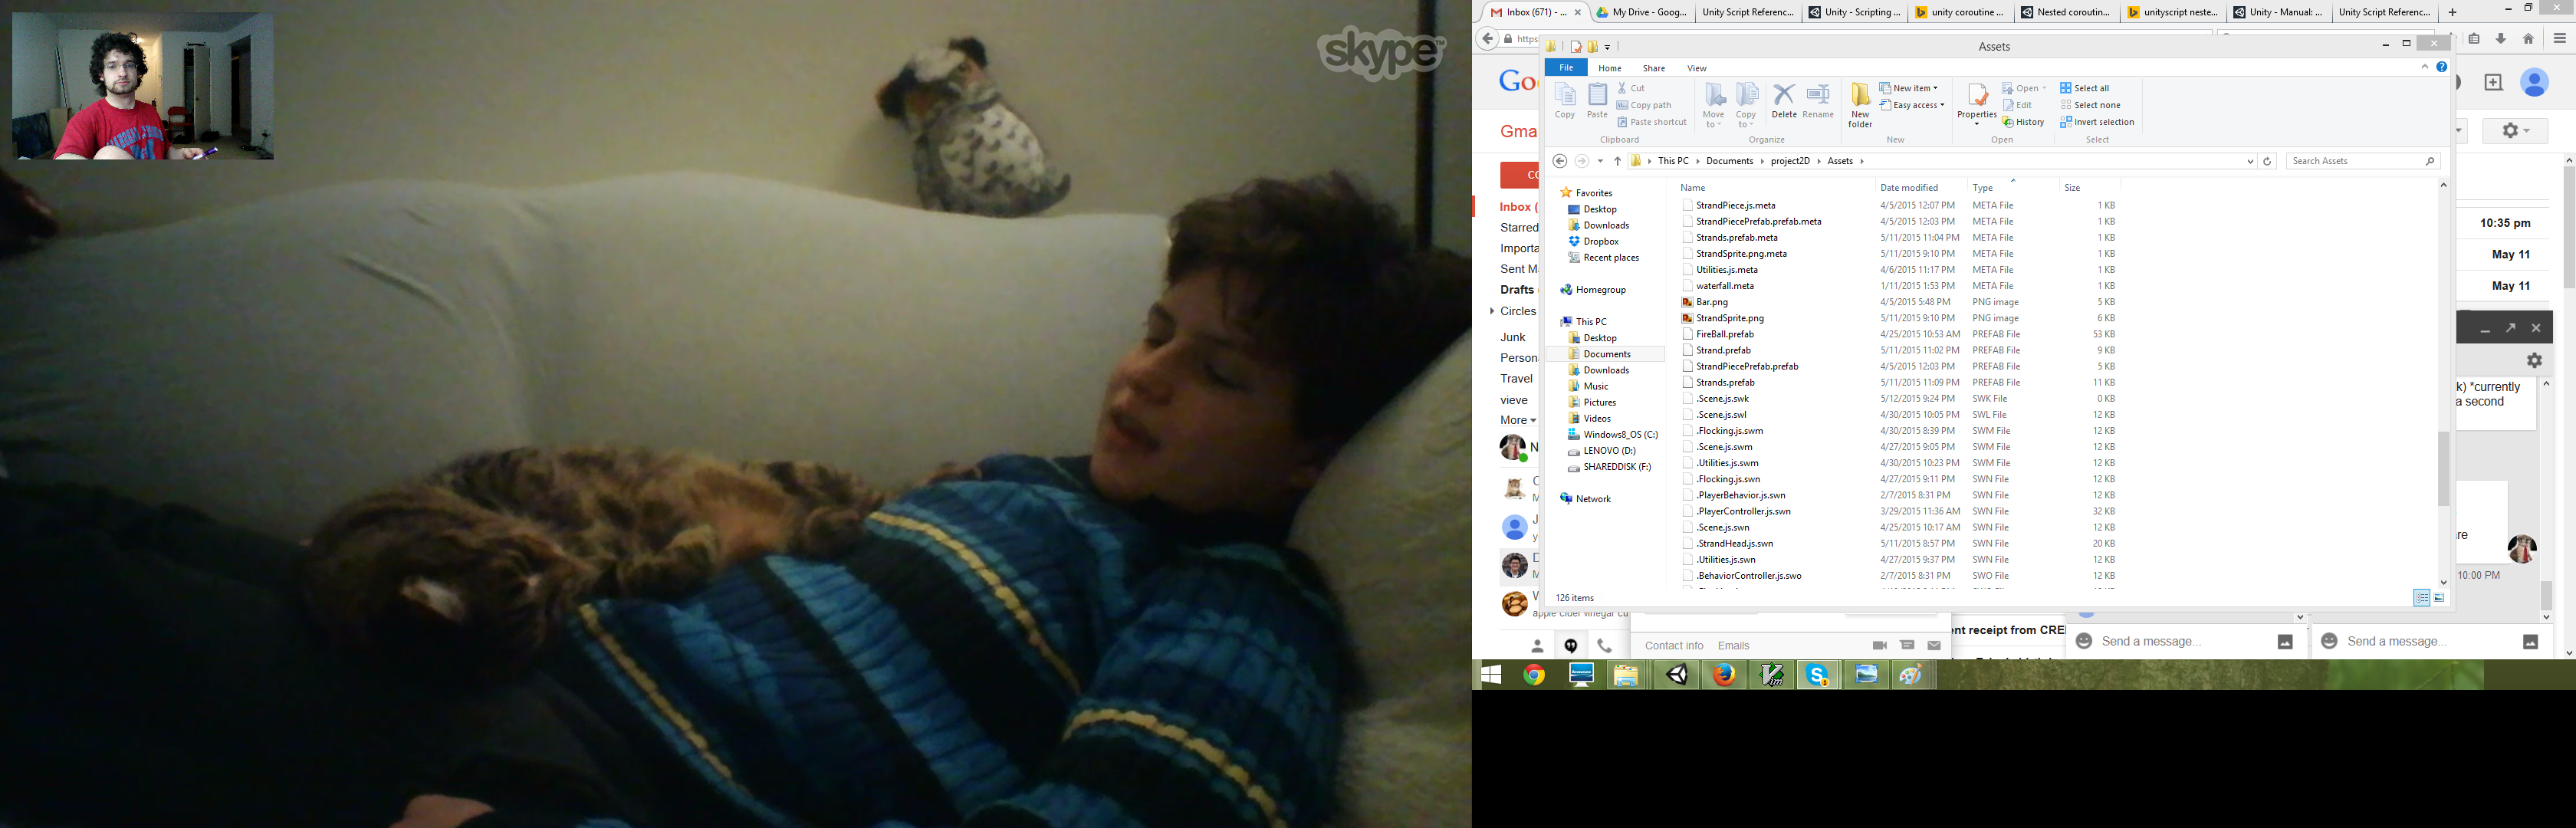 skype™
Inbox (671) - ...
My Drive - Goog...
Unity Script Referenc...
Unity - Scripting ...
unity coroutine ...
Nested coroutin...
unityscript neste...
Unity - Manual: ...
Unity Script Referenc...
https
Assets
File
Home
Share
View
Copy
Paste
Cut
Copy path
Paste shortcut
Clipboard
Move to
Copy to
Delete
Rename
Organize
New folder
New item
Easy access
New
Properties
Open
Edit
History
Open
Select all
Select none
Invert selection
Select
This PC
Documents
project2D
Assets
Search Assets
Favorites
Desktop
Downloads
Dropbox
Recent places
Homegroup
This PC
Desktop
Documents
Downloads
Music
Pictures
Videos
Windows8_OS (C:)
LENOVO (D:)
SHAREDDISK (F:)
Network
Name Date modified Type Size
StrandPiece.js.meta 4/5/2015 12:07 PM META File 1 KB
StrandPiecePrefab.prefab.meta 4/5/2015 12:03 PM META File 1 KB
Strands.prefab.meta 5/11/2015 11:04 PM META File 1 KB
StrandSprite.png.meta 5/11/2015 9:10 PM META File 1 KB
Utilities.js.meta 4/6/2015 11:17 PM META File 1 KB
waterfall.meta 1/11/2015 1:53 PM META File 1 KB
Bar.png 4/5/2015 5:48 PM PNG image 5 KB
StrandSprite.png 5/11/2015 9:10 PM PNG image 6 KB
FireBall.prefab 4/25/2015 10:53 AM PREFAB File 53 KB
Strand.prefab 5/11/2015 11:02 PM PREFAB File 9 KB
StrandPiecePrefab.prefab 4/5/2015 12:03 PM PREFAB File 5 KB
Strands.prefab 5/11/2015 11:09 PM PREFAB File 11 KB
.Scene.js.swk 5/12/2015 9:24 PM SWK File 0 KB
.Scene.js.swl 4/30/2015 10:05 PM SWL File 12 KB
.Flocking.js.swm 4/30/2015 8:39 PM SWM File 12 KB
.Scene.js.swm 4/27/2015 9:05 PM SWM File 12 KB
.Utilities.js.swm 4/30/2015 10:23 PM SWM File 12 KB
.Flocking.js.swn 4/27/2015 9:11 PM SWN File 12 KB
.PlayerBehavior.js.swn 2/7/2015 8:31 PM SWN File 12 KB
.PlayerController.js.swn 3/29/2015 11:36 AM SWN File 32 KB
.Scene.js.swn 4/25/2015 10:17 AM SWN File 12 KB
.StrandHead.js.swn 5/11/2015 8:57 PM SWN File 20 KB
.Utilities.js.swn 4/27/2015 9:37 PM SWN File 12 KB
.BehaviorController.js.swo 2/7/2015 8:31 PM SWO File 12 KB
126 items
Goo
Gma
CO
Inbox (
Starred
Importa
Sent M
Drafts
Circles
Junk
Persona
Travel
vieve
More
N
10:35 pm
May 11
May 11
k) *currently
a second
re
10:00 PM
apple cider vinegar cu
Contact info
Emails
ent receipt from CRE
Send a message...
Send a message...